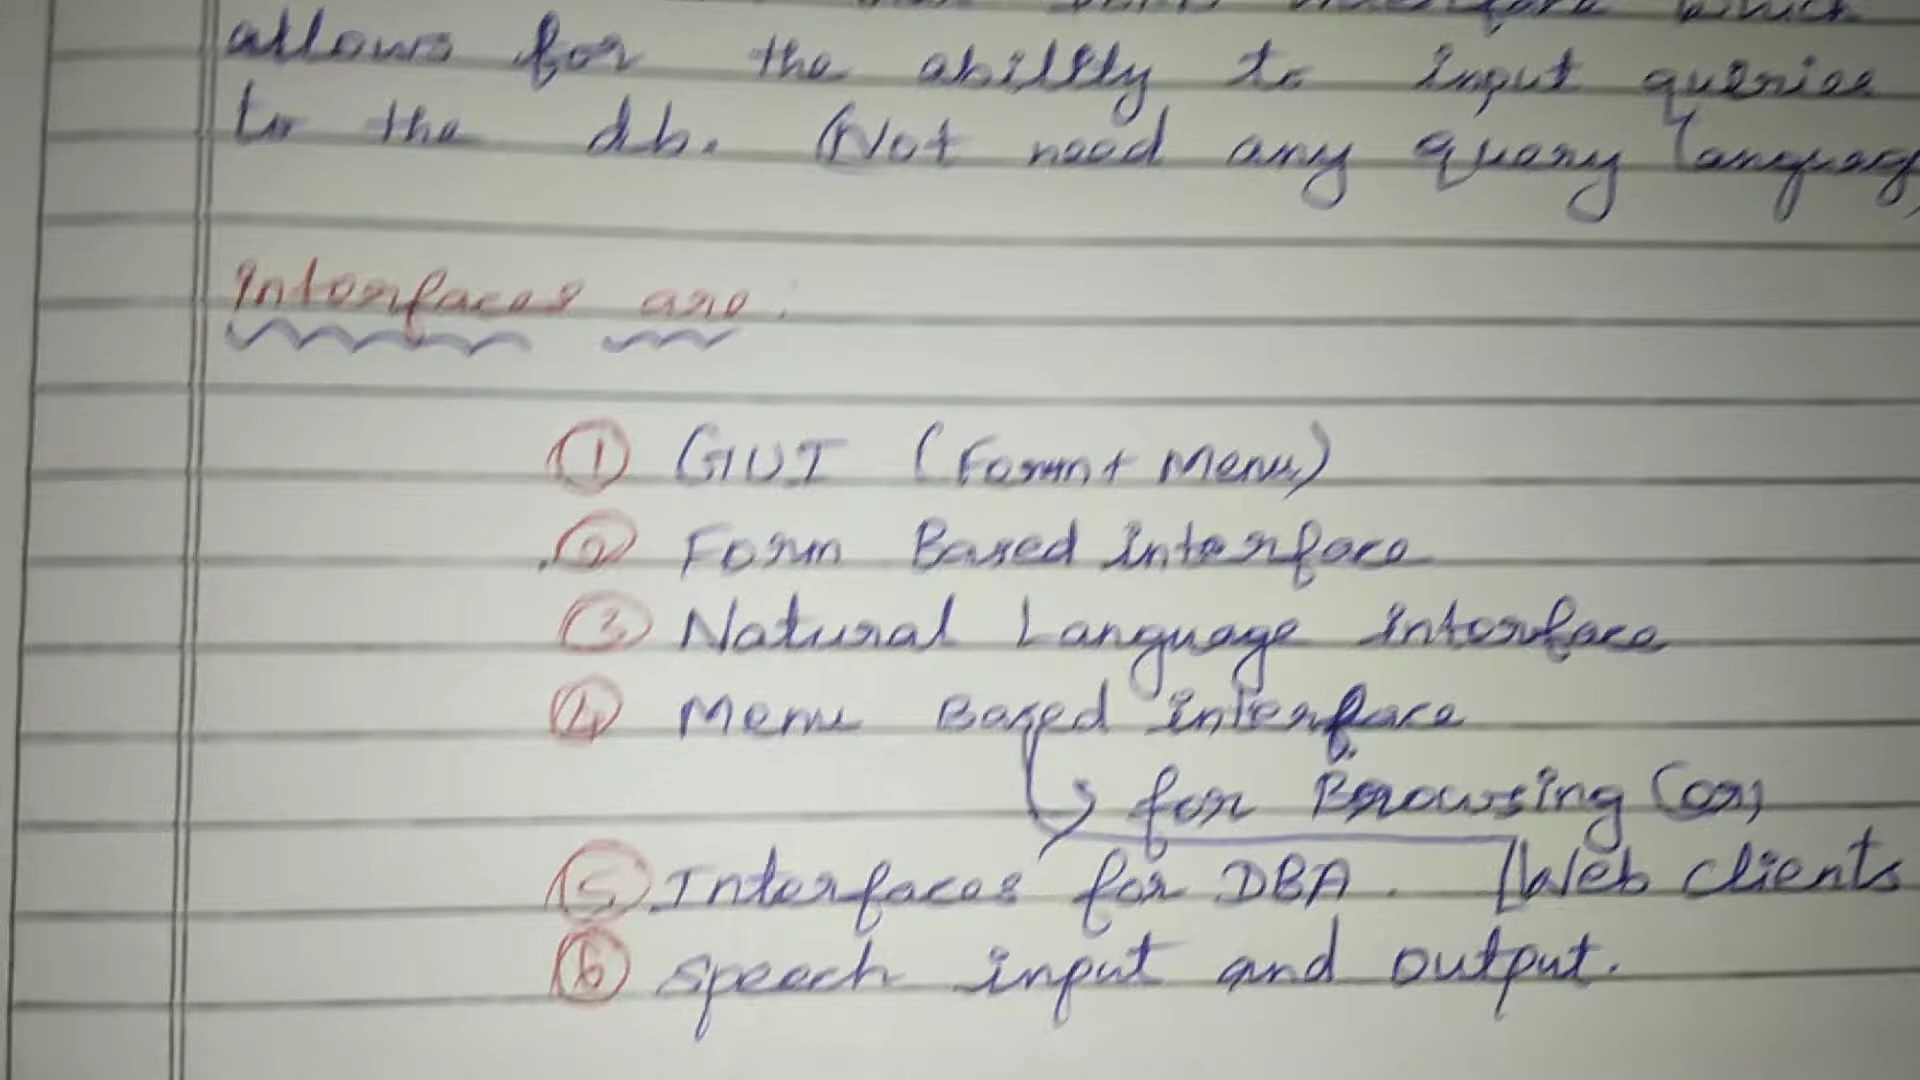 which
allows for the ability to input queries
to the db. (Not need any query language
Interfaces are:
① GUI (Form + Menu)
② Form Based interface
③ Natural Language interface
④ Menu Based interface
for Browsing (or)
⑤ Interfaces for DBA. Web clients
⑥ speech input and output.